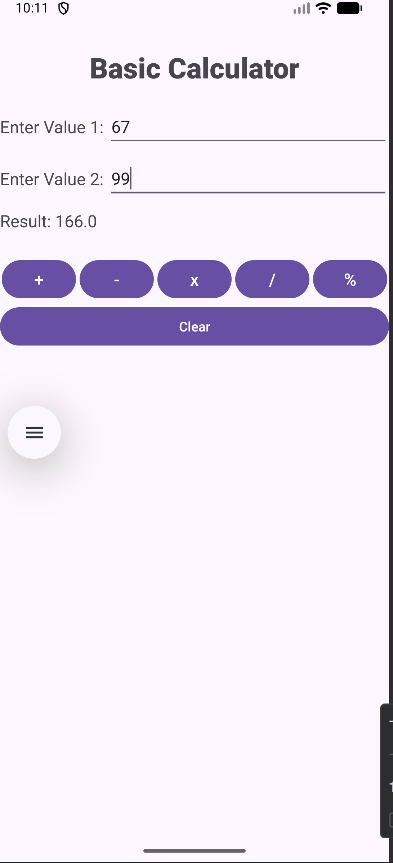 10:11
Basic Calculator
Enter Value 1: 67
Enter Value 2: 99
Result: 166.0
+ - x / %
Clear